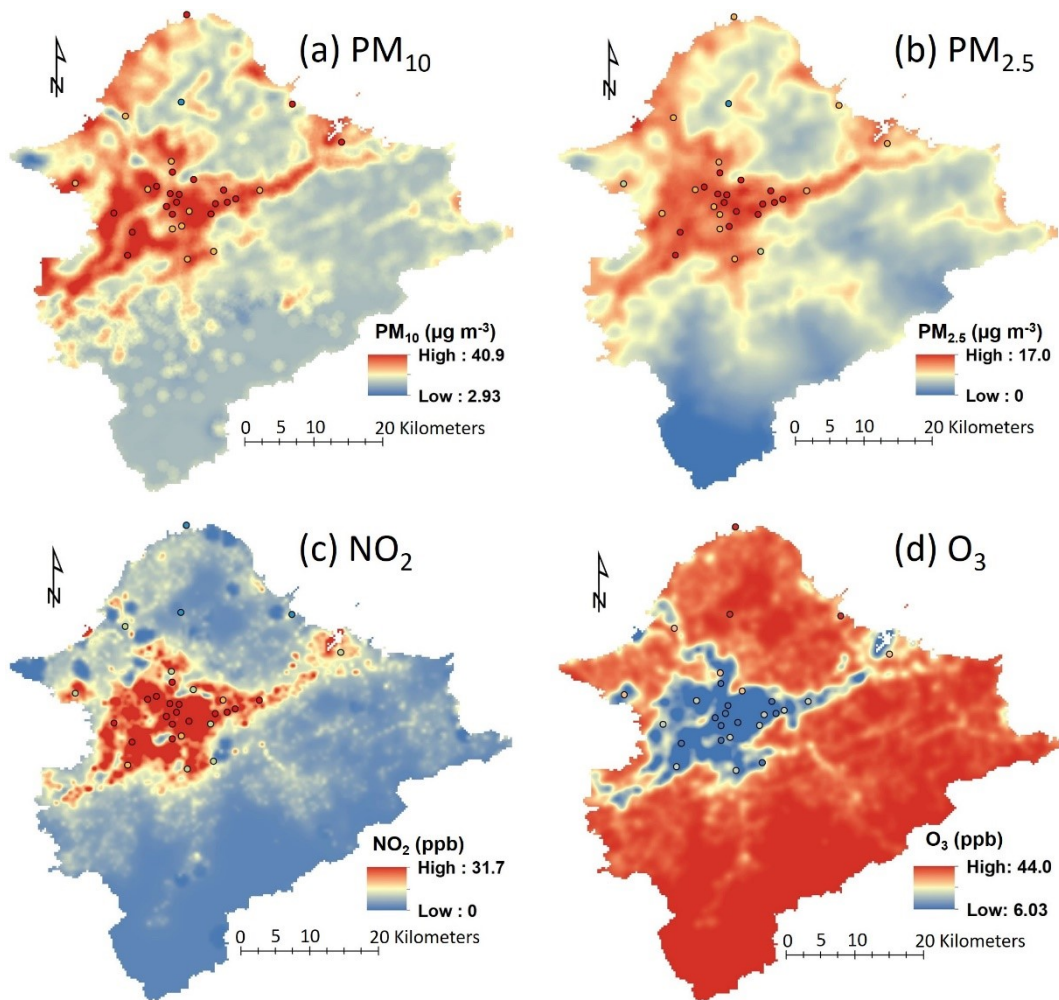 (a) PM10
N
PM10 (µg m-3)
High : 40.9
Low : 2.93
0 5 10 20 Kilometers
(b) PM2.5
N
PM2.5 (µg m-3)
High : 17.0
Low : 0
0 5 10 20 Kilometers
(c) NO2
N
NO2 (ppb)
High : 31.7
Low : 0
0 5 10 20 Kilometers
(d) O3
N
O3 (ppb)
High: 44.0
Low: 6.03
0 5 10 20 Kilometers